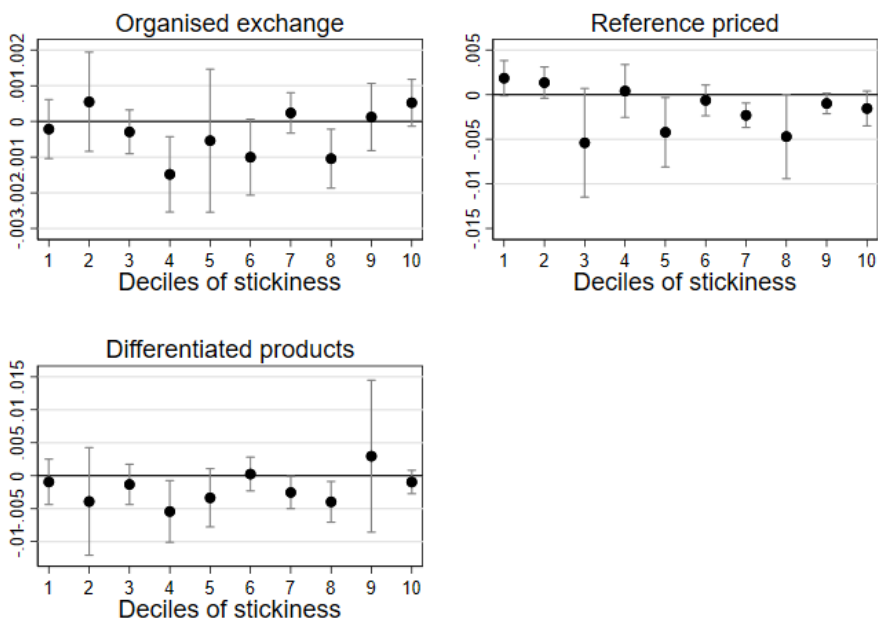 Organised exchange
-.003-.002-.001 0 .001 .002
1 2 3 4 5 6 7 8 9 10
Deciles of stickiness
Reference priced
-.015 -.01 -.005 0 .005
1 2 3 4 5 6 7 8 9 10
Deciles of stickiness
Differentiated products
-.01 -.005 0 .005 .01 .015
1 2 3 4 5 6 7 8 9 10
Deciles of stickiness